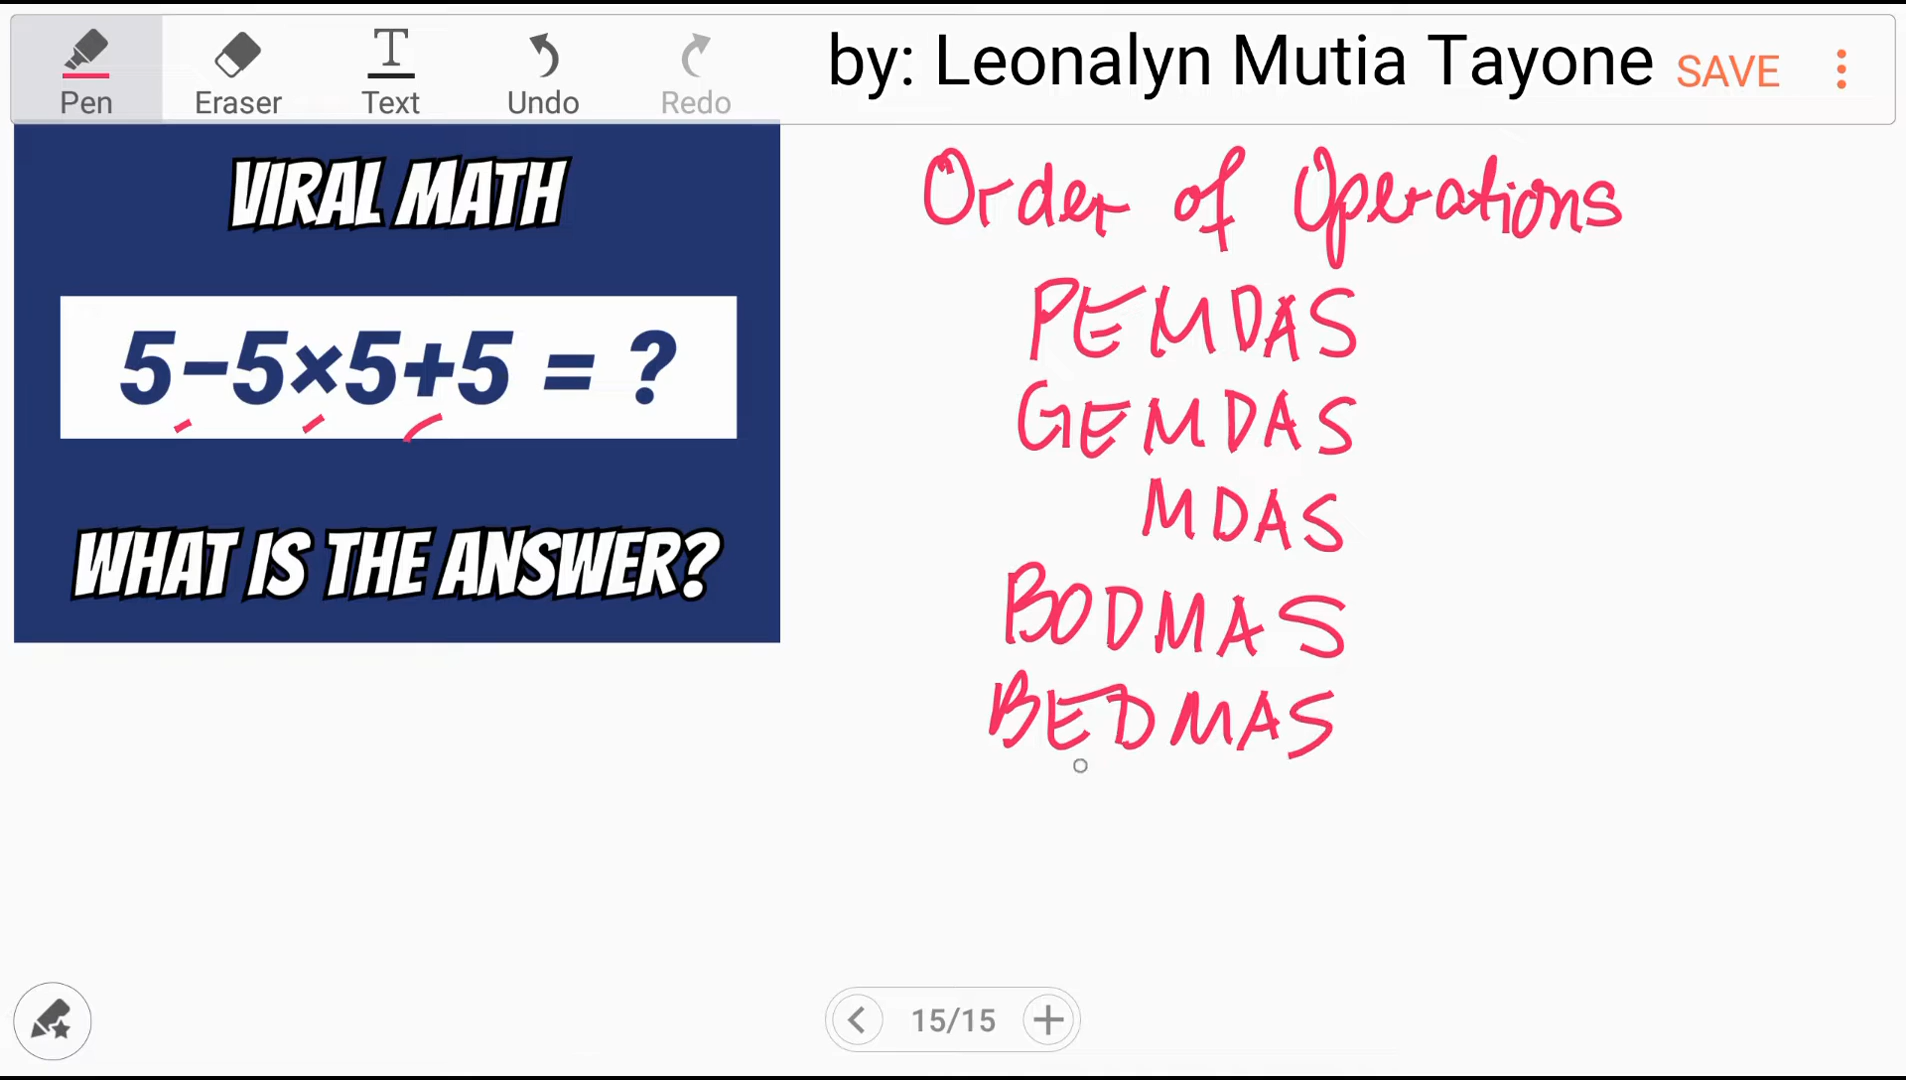 Pen
Eraser
Text
Undo
Redo
by: Leonalyn Mutia Tayone
SAVE
VIRAL MATH
5−5×5+5 = ?
WHAT IS THE ANSWER?
Order of Operations
PEMDAS
GEMDAS
MDAS
BODMAS
BEDMAS
15/15